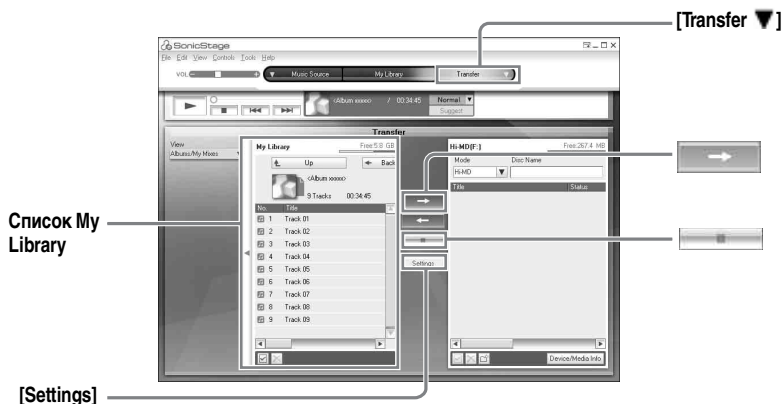 [Transfer ▼]
SonicStage
File Edit View Controls Tools Help
VOL
Music Source My Library Transfer
<Album xxxxx> / 00:34:45 Normal
Suggest
Transfer
View
Albums/My Mixes
My Library Free:5.8 GB
Up Back
<Album xxxxx>
9 Tracks 00:34:45
No. Title
1 Track 01
2 Track 02
3 Track 03
4 Track 04
5 Track 05
6 Track 06
7 Track 07
8 Track 08
9 Track 09
Settings
Hi-MD[F:] Free:267.4 MB
Mode Disc Name
Hi-MD
Title Status
Device/Media Info
Список My
Library
[Settings]